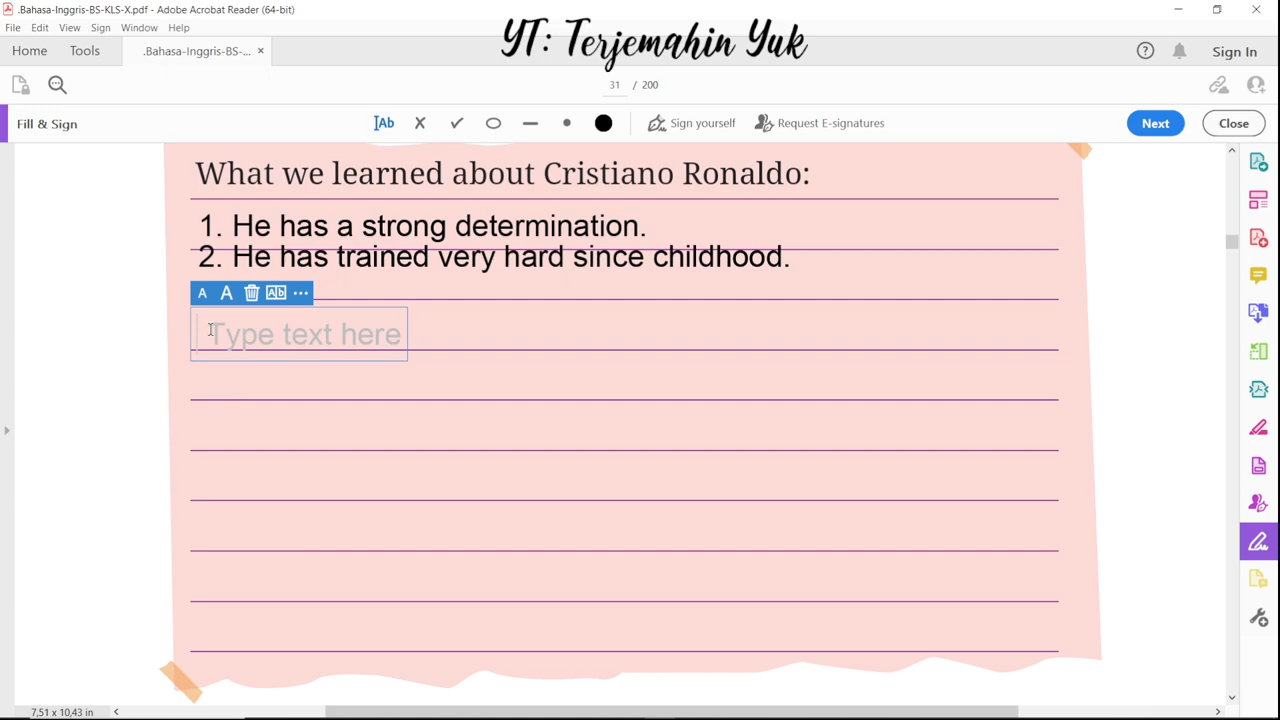 .Bahasa-Inggris-BS-KLS-X.pdf - Adobe Acrobat Reader (64-bit)
File Edit View Sign Window Help
YT: Terjemahin Yuk
Home Tools .Bahasa-Inggris-BS-... × Sign In
31 / 200
Fill & Sign Ab Sign yourself Request E-signatures Next Close
What we learned about Cristiano Ronaldo:
1. He has a strong determination.
2. He has trained very hard since childhood.
A A Ab
Type text here
7,51 x 10,43 in